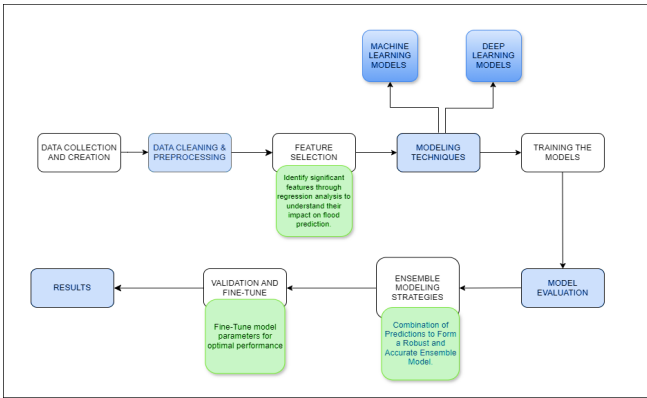 MACHINE
LEARNING
MODELS
DEEP
LEARNING
MODELS
DATA COLLECTION
AND CREATION
DATA CLEANING &
PREPROCESSING
FEATURE
SELECTION
MODELING
TECHNIQUES
TRAINING THE
MODELS
Identify significant
features through
regression analysis to
understand their
impact on flood
prediction.
RESULTS
VALIDATION AND
FINE-TUNE
ENSEMBLE
MODELING
STRATEGIES
MODEL
EVALUATION
Fine-Tune model
parameters for
optimal performance
Combination of
Predictions to Form
a Robust and
Accurate Ensemble
Model.